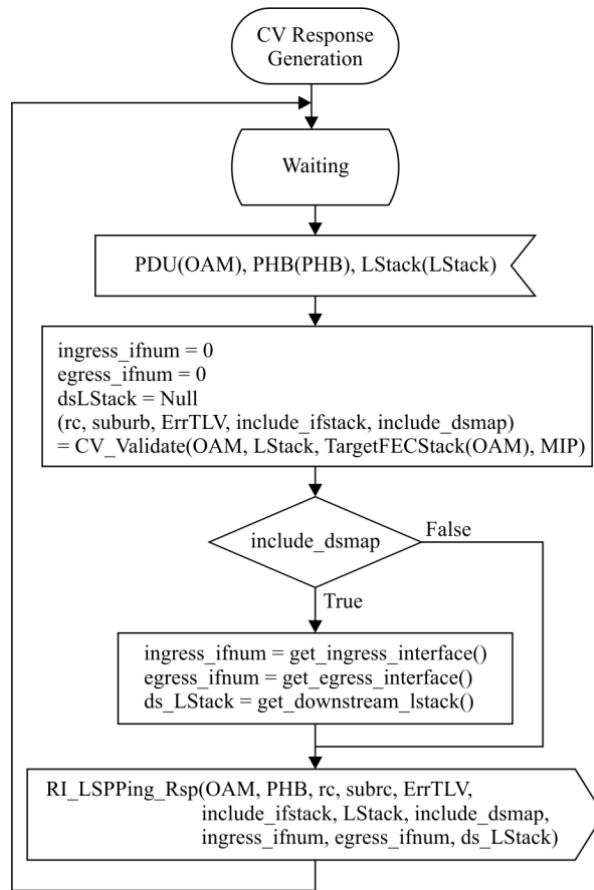 CV Response
Generation
Waiting
PDU(OAM), PHB(PHB), LStack(LStack)
ingress_ifnum = 0
egress_ifnum = 0
dsLStack = Null
(rc, suburb, ErrTLV, include_ifstack, include_dsmap)
= CV_Validate(OAM, LStack, TargetFECStack(OAM), MIP)
include_dsmap
False
True
ingress_ifnum = get_ingress_interface()
egress_ifnum = get_egress_interface()
ds_LStack = get_downstream_lstack()
RI_LSPPing_Rsp(OAM, PHB, rc, subrc, ErrTLV,
include_ifstack, LStack, include_dsmap,
ingress_ifnum, egress_ifnum, ds_LStack)